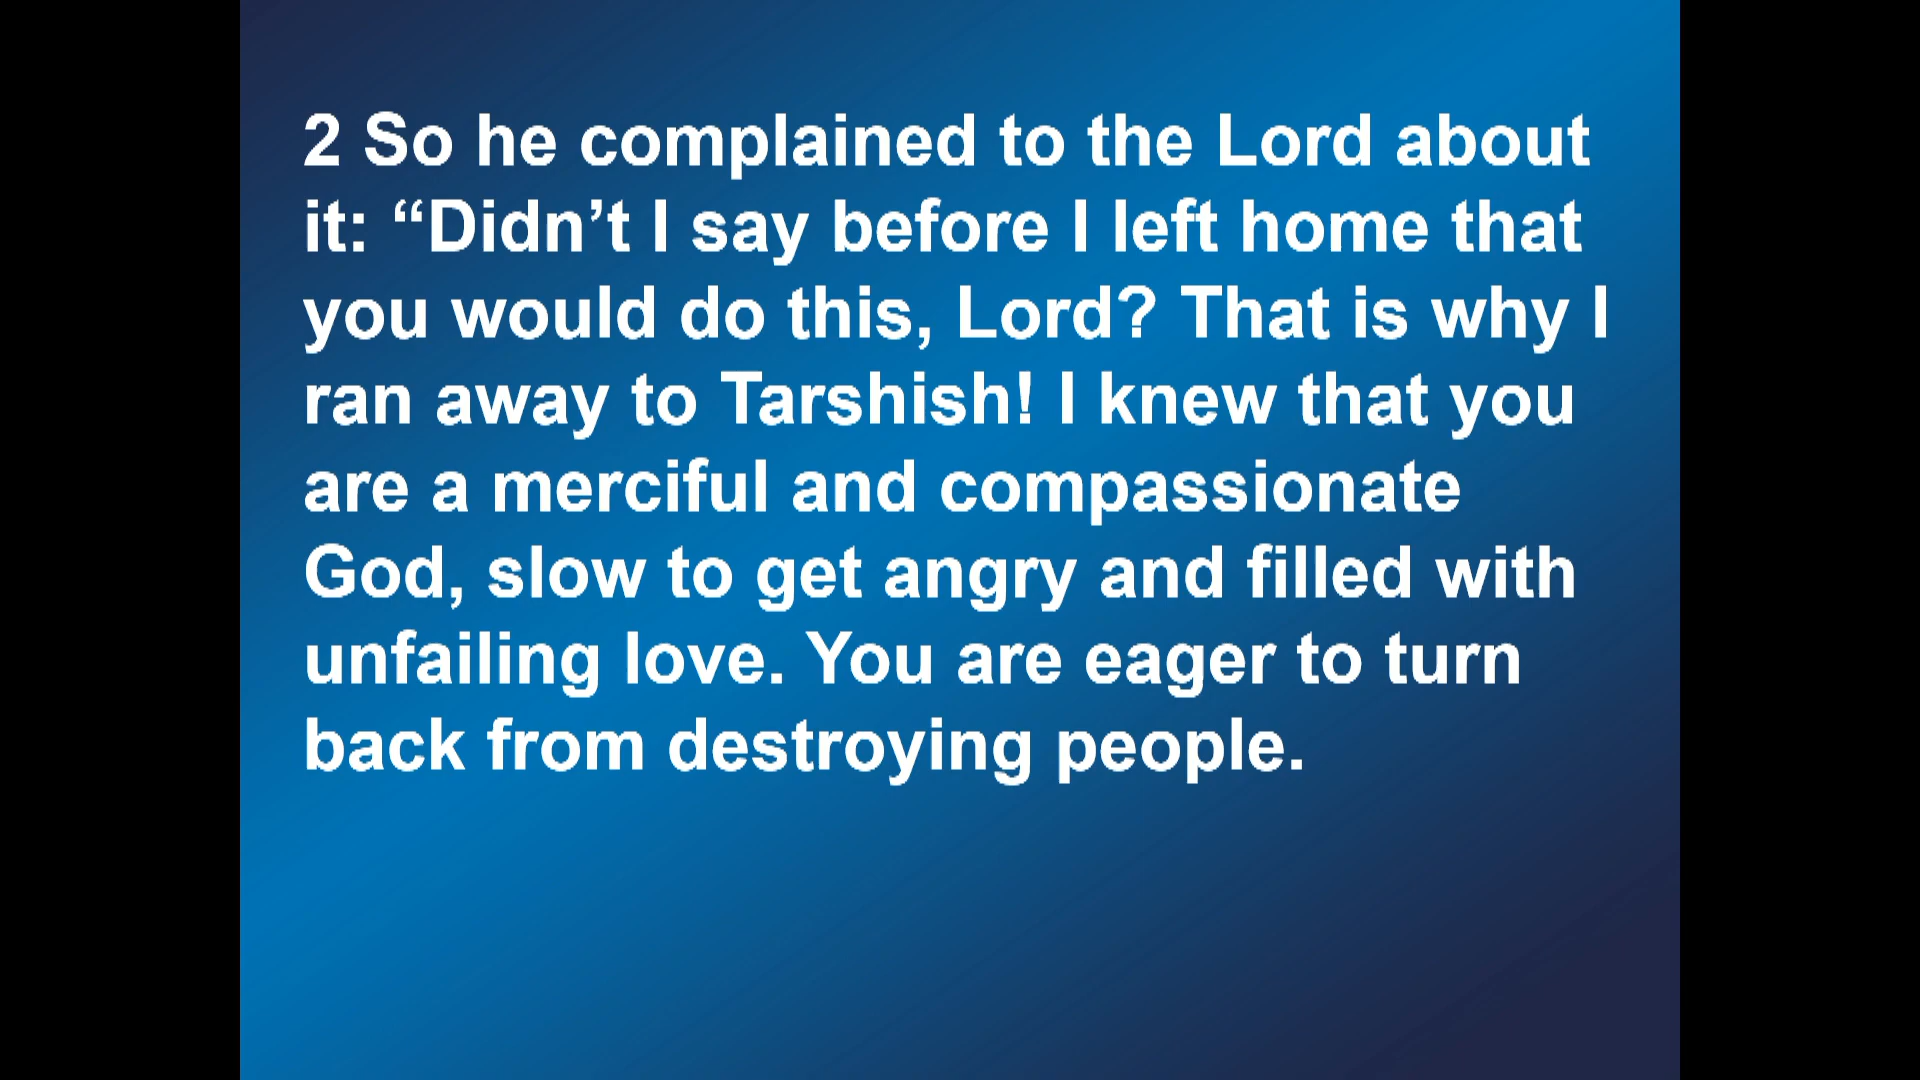 2 So he complained to the Lord about
it: “Didn’t I say before I left home that
you would do this, Lord? That is why I
ran away to Tarshish! I knew that you
are a merciful and compassionate
God, slow to get angry and filled with
unfailing love. You are eager to turn
back from destroying people.